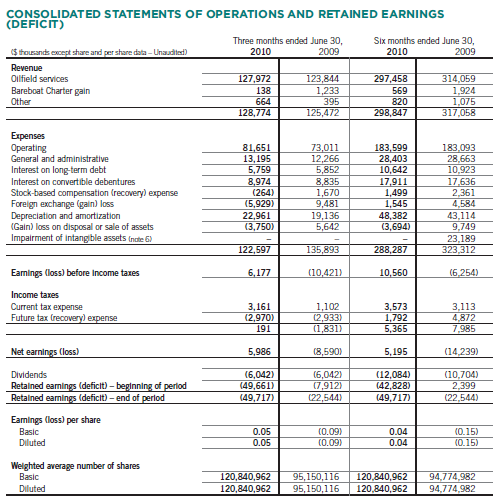 CONSOLIDATED STATEMENTS OF OPERATIONS AND RETAINED EARNINGS
(DEFICIT)
Three months ended June 30, Six months ended June 30,
($ thousands except share and per share data – Unaudited) 2010 2009 2010 2009
Revenue
Oilfield services 127,972 123,844 297,458 314,059
Bareboat Charter gain 138 1,233 569 1,924
Other 664 395 820 1,075
128,774 125,472 298,847 317,058
Expenses
Operating 81,651 73,011 183,599 183,093
General and administrative 13,195 12,266 28,403 28,663
Interest on long-term debt 5,759 5,852 10,642 10,923
Interest on convertible debentures 8,974 8,835 17,911 17,636
Stock-based compensation (recovery) expense (264) 1,670 1,499 2,361
Foreign exchange (gain) loss (5,929) 9,481 1,545 4,584
Depreciation and amortization 22,961 19,136 48,382 43,114
(Gain) loss on disposal or sale of assets (3,750) 5,642 (3,694) 9,749
Impairment of intangible assets (note 6) – – – 23,189
122,597 135,893 288,287 323,312
Earnings (loss) before income taxes 6,177 (10,421) 10,560 (6,254)
Income taxes
Current tax expense 3,161 1,102 3,573 3,113
Future tax (recovery) expense (2,970) (2,933) 1,792 4,872
191 (1,831) 5,365 7,985
Net earnings (loss) 5,986 (8,590) 5,195 (14,239)
Dividends (6,042) (6,042) (12,084) (10,704)
Retained earnings (deficit) – beginning of period (49,661) (7,912) (42,828) 2,399
Retained earnings (deficit) – end of period (49,717) (22,544) (49,717) (22,544)
Earnings (loss) per share
Basic 0.05 (0.09) 0.04 (0.15)
Diluted 0.05 (0.09) 0.04 (0.15)
Weighted average number of shares
Basic 120,840,962 95,150,116 120,840,962 94,774,982
Diluted 120,840,962 95,150,116 120,840,962 94,774,982